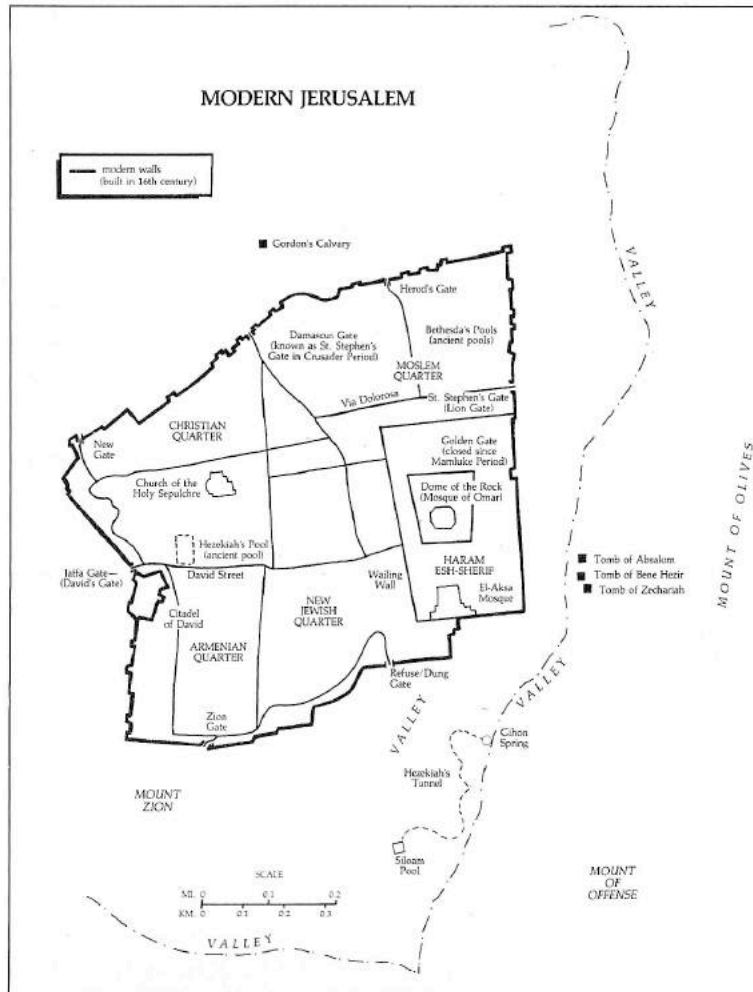 MODERN JERUSALEM
modern walls
(built in 16th century)
Gordon's Calvary
VALLEY
Herod's Gate
Damascun Gate
(known as St. Stephen's
Gate in Crusader Period)
Bethesda's Pools
(ancient pools)
MOSLEM
QUARTER
Via Dolorosa
St. Stephen's Gate
(Lion Gate)
CHRISTIAN
QUARTER
New
Gate
Golden Gate
(closed since
Mamluke Period)
Church of the
Holy Sepulchre
Dome of the Rock
(Mosque of Omar)
MOUNT OF OLIVES
Hezekiah's Pool
(ancient pool)
HARAM
ESH-SHERIF
Tomb of Absalom
Tomb of Bene Hezir
Tomb of Zechariah
Jaffa Gate
(David's Gate)
David Street
Wailing
Wall
El-Aksa
Mosque
Citadel
of David
NEW
JEWISH
QUARTER
ARMENIAN
QUARTER
Refuse/Dung
Gate
VALLEY
VALLEY
Zion
Gate
Gihon
Spring
Hezekiah's
Tunnel
MOUNT
ZION
Siloam
Pool
MOUNT
OF
OFFENSE
SCALE
MI. 0 0.1 0.2
KM. 0 0.1 0.2 0.3
VALLEY